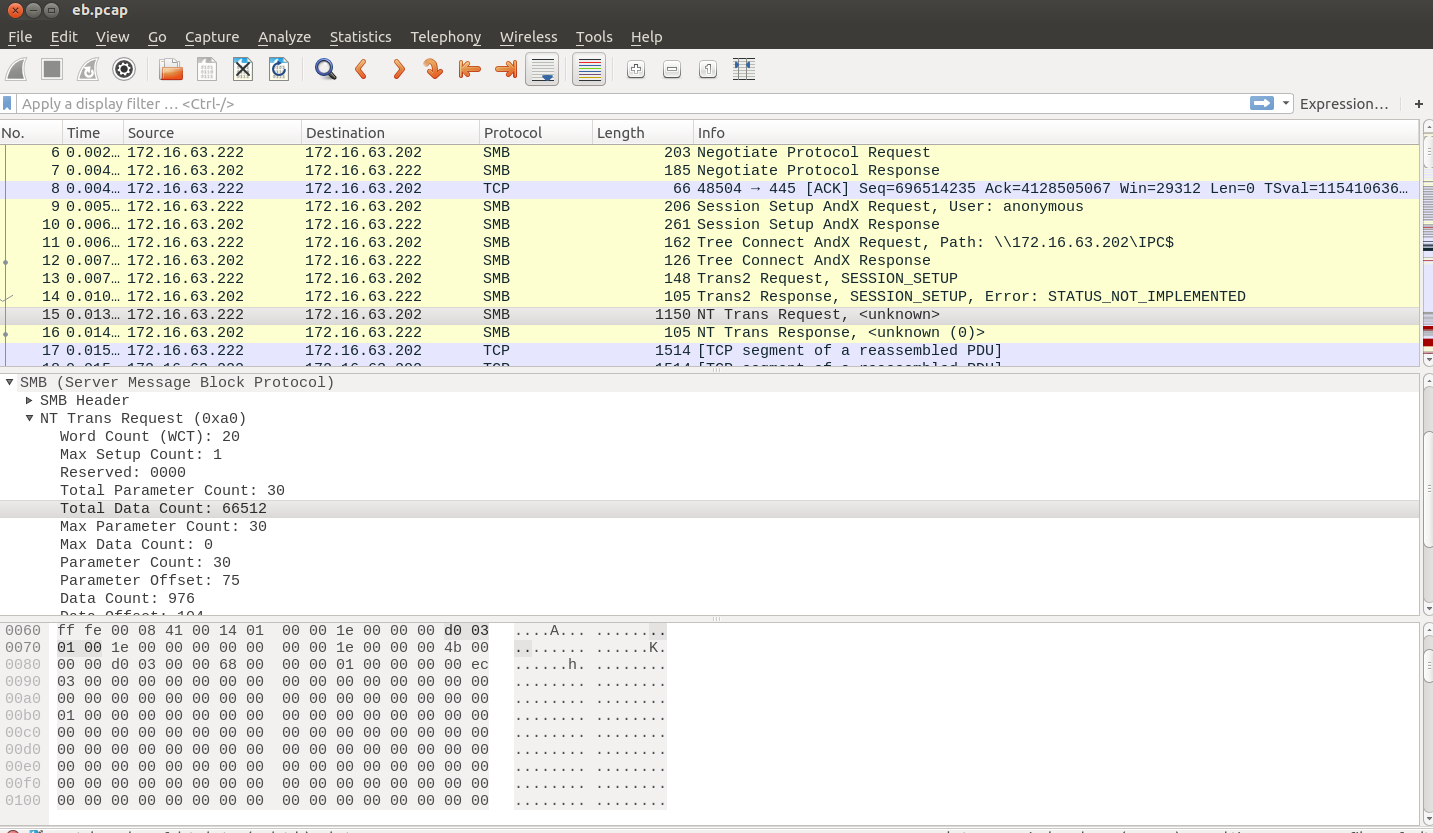 eb.pcap
File Edit View Go Capture Analyze Statistics Telephony Wireless Tools Help
Apply a display filter … <Ctrl-/> Expression… +
No. Time Source Destination Protocol Length Info
6 0.002… 172.16.63.222 172.16.63.202 SMB 203 Negotiate Protocol Request
7 0.004… 172.16.63.202 172.16.63.222 SMB 185 Negotiate Protocol Response
8 0.004… 172.16.63.222 172.16.63.202 TCP 66 48504 → 445 [ACK] Seq=696514235 Ack=4128505067 Win=29312 Len=0 TSval=115410636…
9 0.005… 172.16.63.222 172.16.63.202 SMB 206 Session Setup AndX Request, User: anonymous
10 0.006… 172.16.63.202 172.16.63.222 SMB 261 Session Setup AndX Response
11 0.006… 172.16.63.222 172.16.63.202 SMB 162 Tree Connect AndX Request, Path: \\172.16.63.202\IPC$
12 0.007… 172.16.63.202 172.16.63.222 SMB 126 Tree Connect AndX Response
13 0.007… 172.16.63.222 172.16.63.202 SMB 148 Trans2 Request, SESSION_SETUP
14 0.010… 172.16.63.202 172.16.63.222 SMB 105 Trans2 Response, SESSION_SETUP, Error: STATUS_NOT_IMPLEMENTED
15 0.013… 172.16.63.222 172.16.63.202 SMB 1150 NT Trans Request, <unknown>
16 0.014… 172.16.63.202 172.16.63.222 SMB 105 NT Trans Response, <unknown (0)>
17 0.015… 172.16.63.222 172.16.63.202 TCP 1514 [TCP segment of a reassembled PDU]
SMB (Server Message Block Protocol)
SMB Header
NT Trans Request (0xa0)
Word Count (WCT): 20
Max Setup Count: 1
Reserved: 0000
Total Parameter Count: 30
Total Data Count: 66512
Max Parameter Count: 30
Max Data Count: 0
Parameter Count: 30
Parameter Offset: 75
Data Count: 976
Data Offset: 104
0060 ff fe 00 08 41 00 14 01 00 00 1e 00 00 00 d0 03 ....A... ........
0070 01 00 1e 00 00 00 00 00 00 00 1e 00 00 00 4b 00 ........ ......K.
0080 00 00 d0 03 00 00 68 00 00 00 01 00 00 00 00 ec ......h. ........
0090 03 00 00 00 00 00 00 00 00 00 00 00 00 00 00 00 ........ ........
00a0 00 00 00 00 00 00 00 00 00 00 00 00 00 00 00 00 ........ ........
00b0 01 00 00 00 00 00 00 00 00 00 00 00 00 00 00 00 ........ ........
00c0 00 00 00 00 00 00 00 00 00 00 00 00 00 00 00 00 ........ ........
00d0 00 00 00 00 00 00 00 00 00 00 00 00 00 00 00 00 ........ ........
00e0 00 00 00 00 00 00 00 00 00 00 00 00 00 00 00 00 ........ ........
00f0 00 00 00 00 00 00 00 00 00 00 00 00 00 00 00 00 ........ ........
0100 00 00 00 00 00 00 00 00 00 00 00 00 00 00 00 00 ........ ........